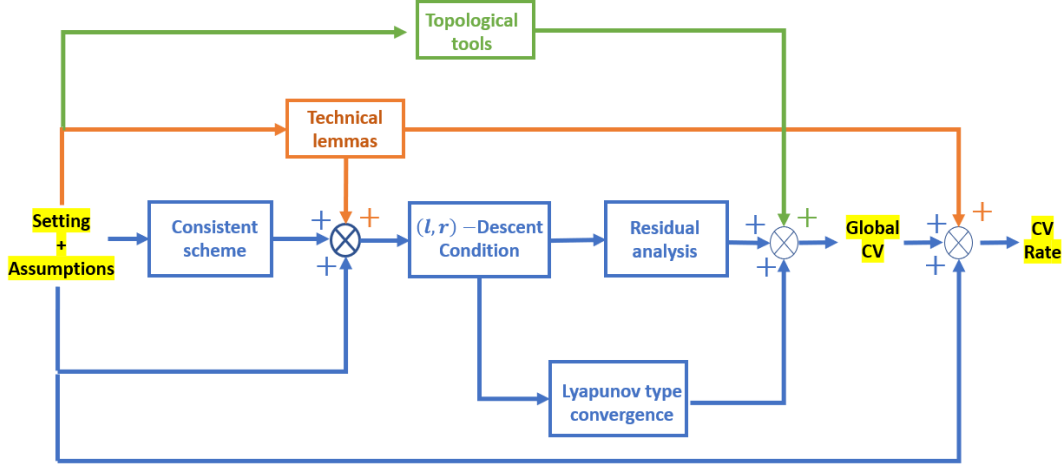 Topological
tools
Technical
lemmas
Setting
+
Assumptions
Consistent
scheme
+
+
+
(l, r) −Descent
Condition
Residual
analysis
+
+
+
Global
CV
+
+
+
CV
Rate
Lyapunov type
convergence